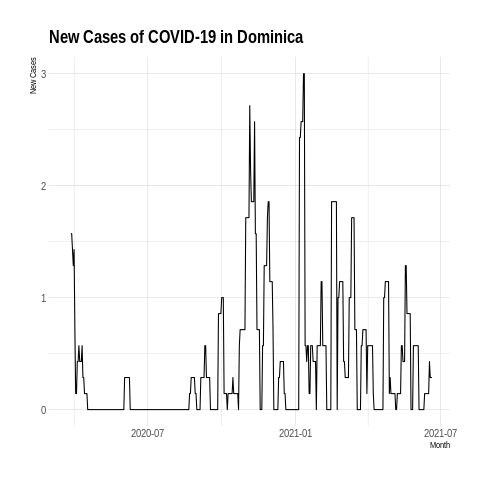 New Cases of COVID-19 in Dominica
New Cases
3
2
1
0
2020-07
2021-01
2021-07
Month